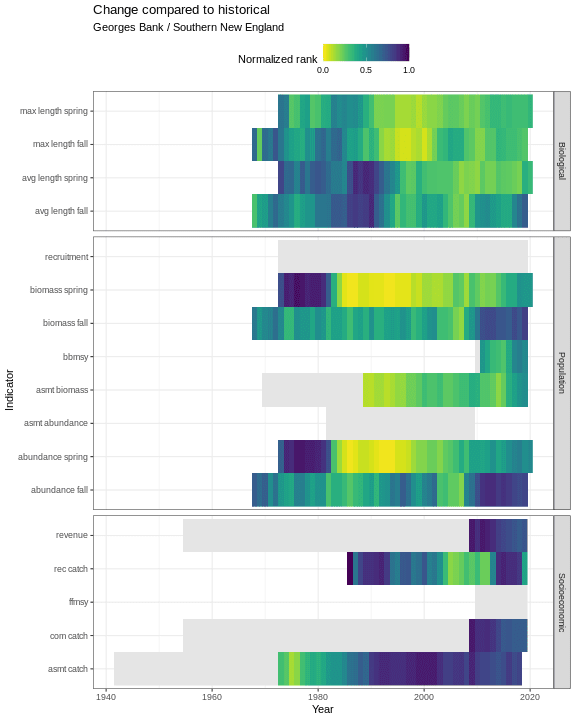 Change compared to historical
Georges Bank / Southern New England
Normalized rank
0.0 0.5 1.0
max length spring
max length fall
avg length spring
avg length fall
Biological
recruitment
biomass spring
biomass fall
bbmsy
asmt biomass
asmt abundance
abundance spring
abundance fall
Population
revenue
rec catch
ffmsy
com catch
asmt catch
Socioeconomic
Indicator
1940 1960 1980 2000 2020
Year